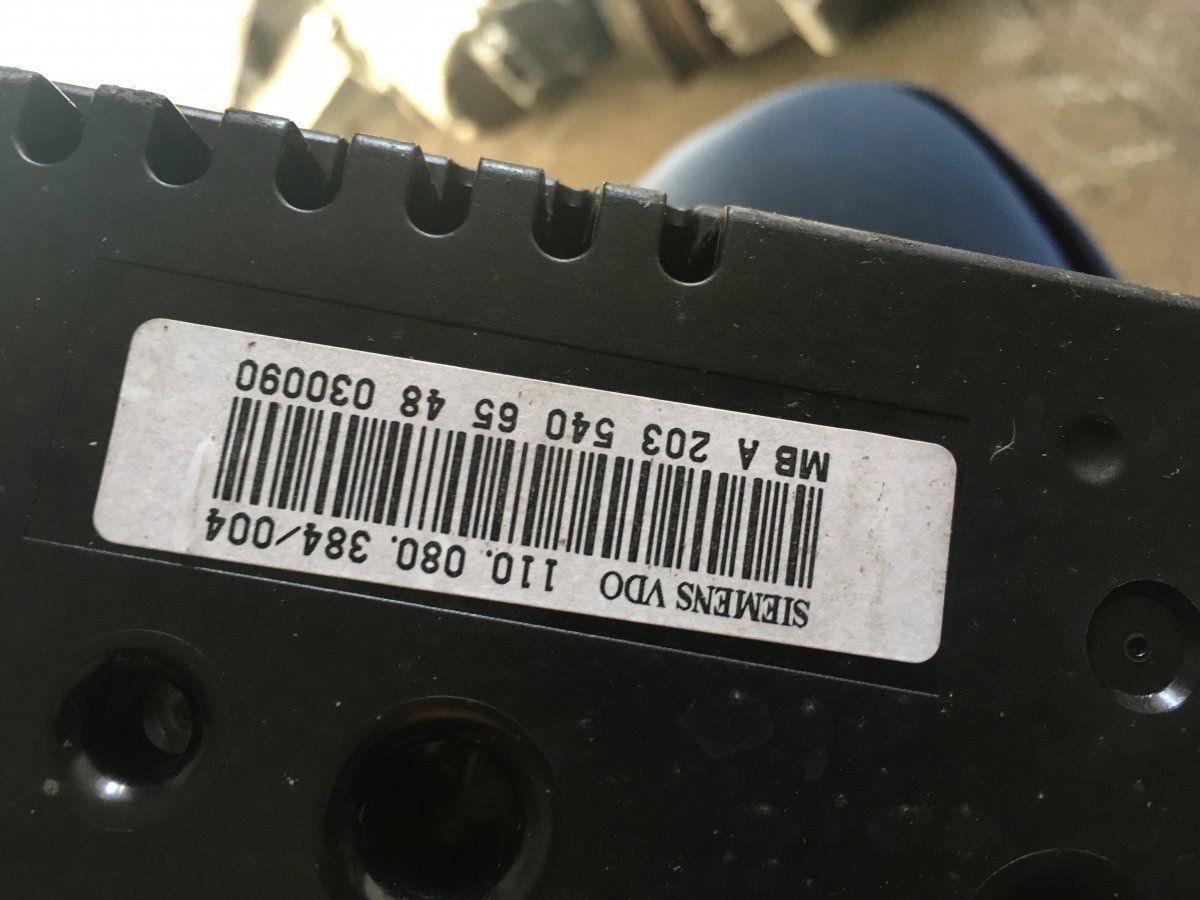 SIEMENS VDO 110. 080. 384/004
MB A 203 540 65 48 030090